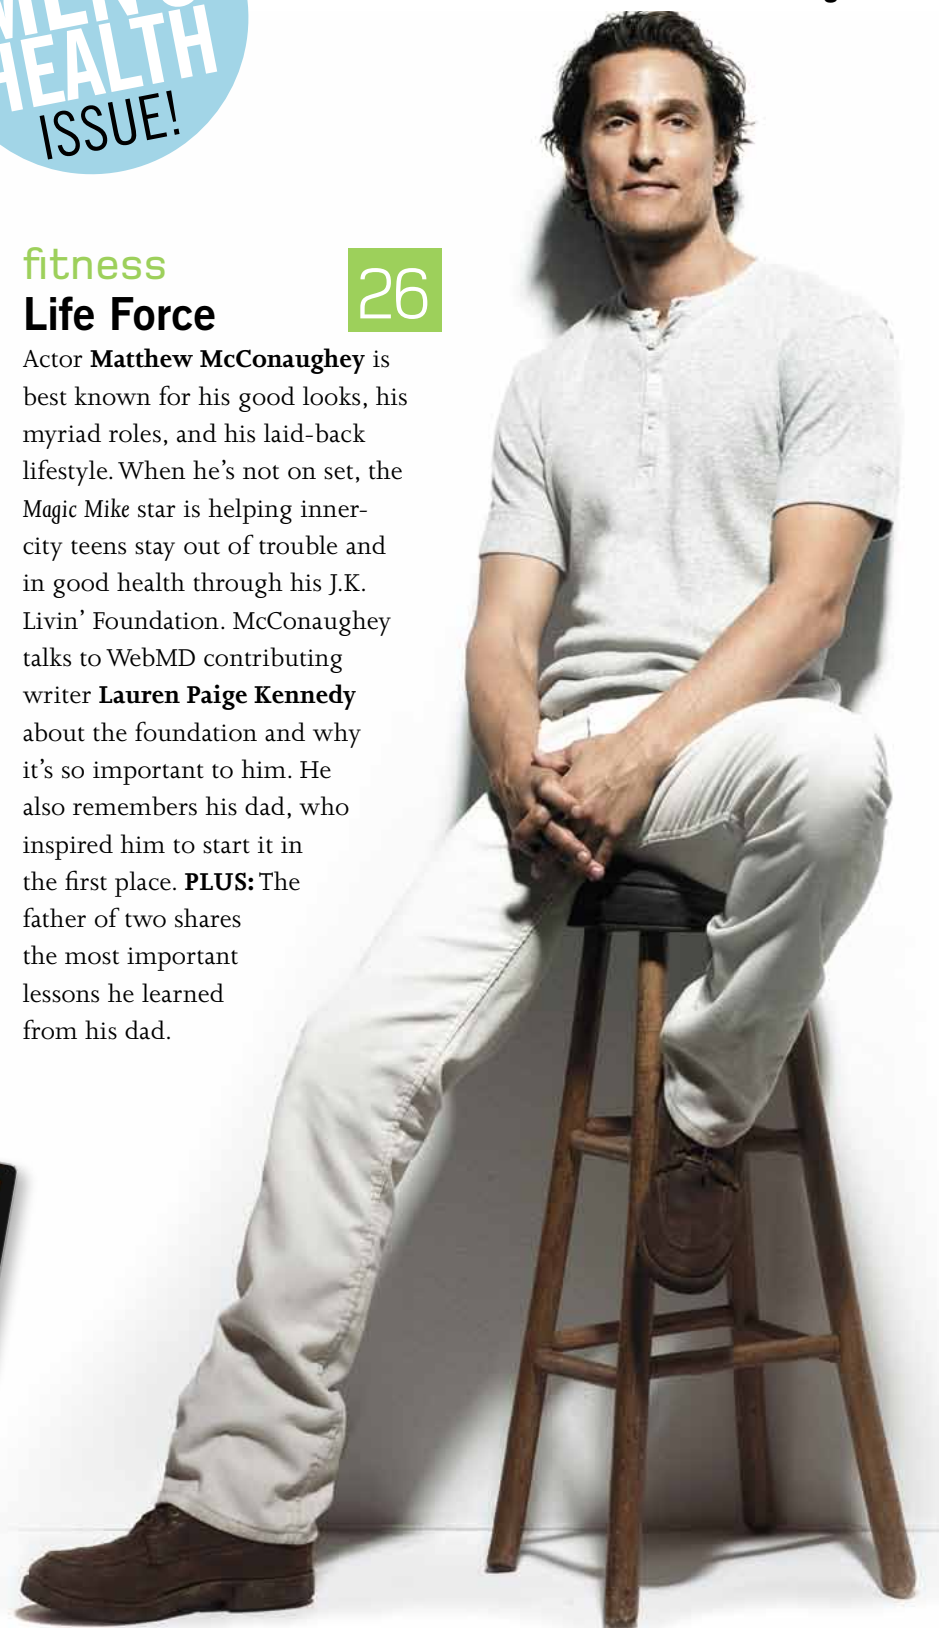 MEN'S
HEALTH
ISSUE!
fitness
Life Force
26
Actor Matthew McConaughey is
best known for his good looks, his
myriad roles, and his laid-back
lifestyle. When he's not on set, the
Magic Mike star is helping inner-
city teens stay out of trouble and
in good health through his J.K.
Livin' Foundation. McConaughey
talks to WebMD contributing
writer Lauren Paige Kennedy
about the foundation and why
it's so important to him. He
also remembers his dad, who
inspired him to start it in
the first place. PLUS: The
father of two shares
the most important
lessons he learned
from his dad.